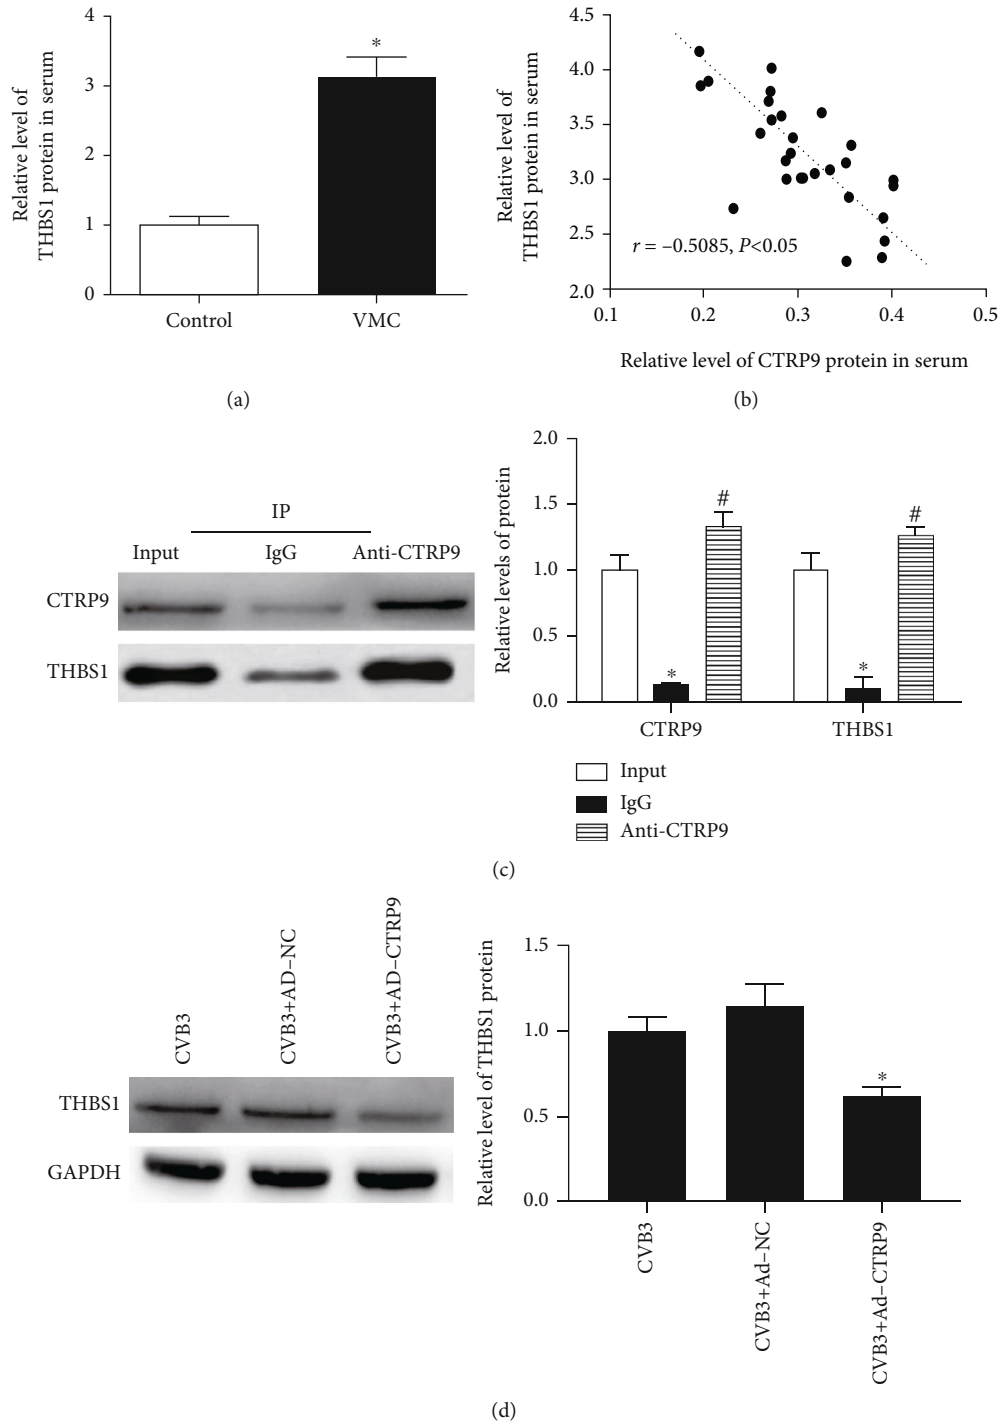 Relative level of
THBS1 protein in serum
4
3
2
1
0
*
Control
VMC
(a)
Relative level of
THBS1 protein in serum
4.5
4.0
3.5
3.0
2.5
2.0
r = –0.5085, P<0.05
0.1
0.2
0.3
0.4
0.5
Relative level of CTRP9 protein in serum
(b)
IP
Input
IgG
Anti-CTRP9
CTRP9
THBS1
Relative levels of protein
2.0
1.5
1.0
0.5
0.0
*
#
*
#
CTRP9
THBS1
Input
IgG
Anti-CTRP9
(c)
CVB3
CVB3+AD–NC
CVB3+AD–CTRP9
THBS1
GAPDH
Relative level of THBS1 protein
1.5
1.0
0.5
0.0
*
CVB3
CVB3+Ad–NC
CVB3+Ad–CTRP9
(d)